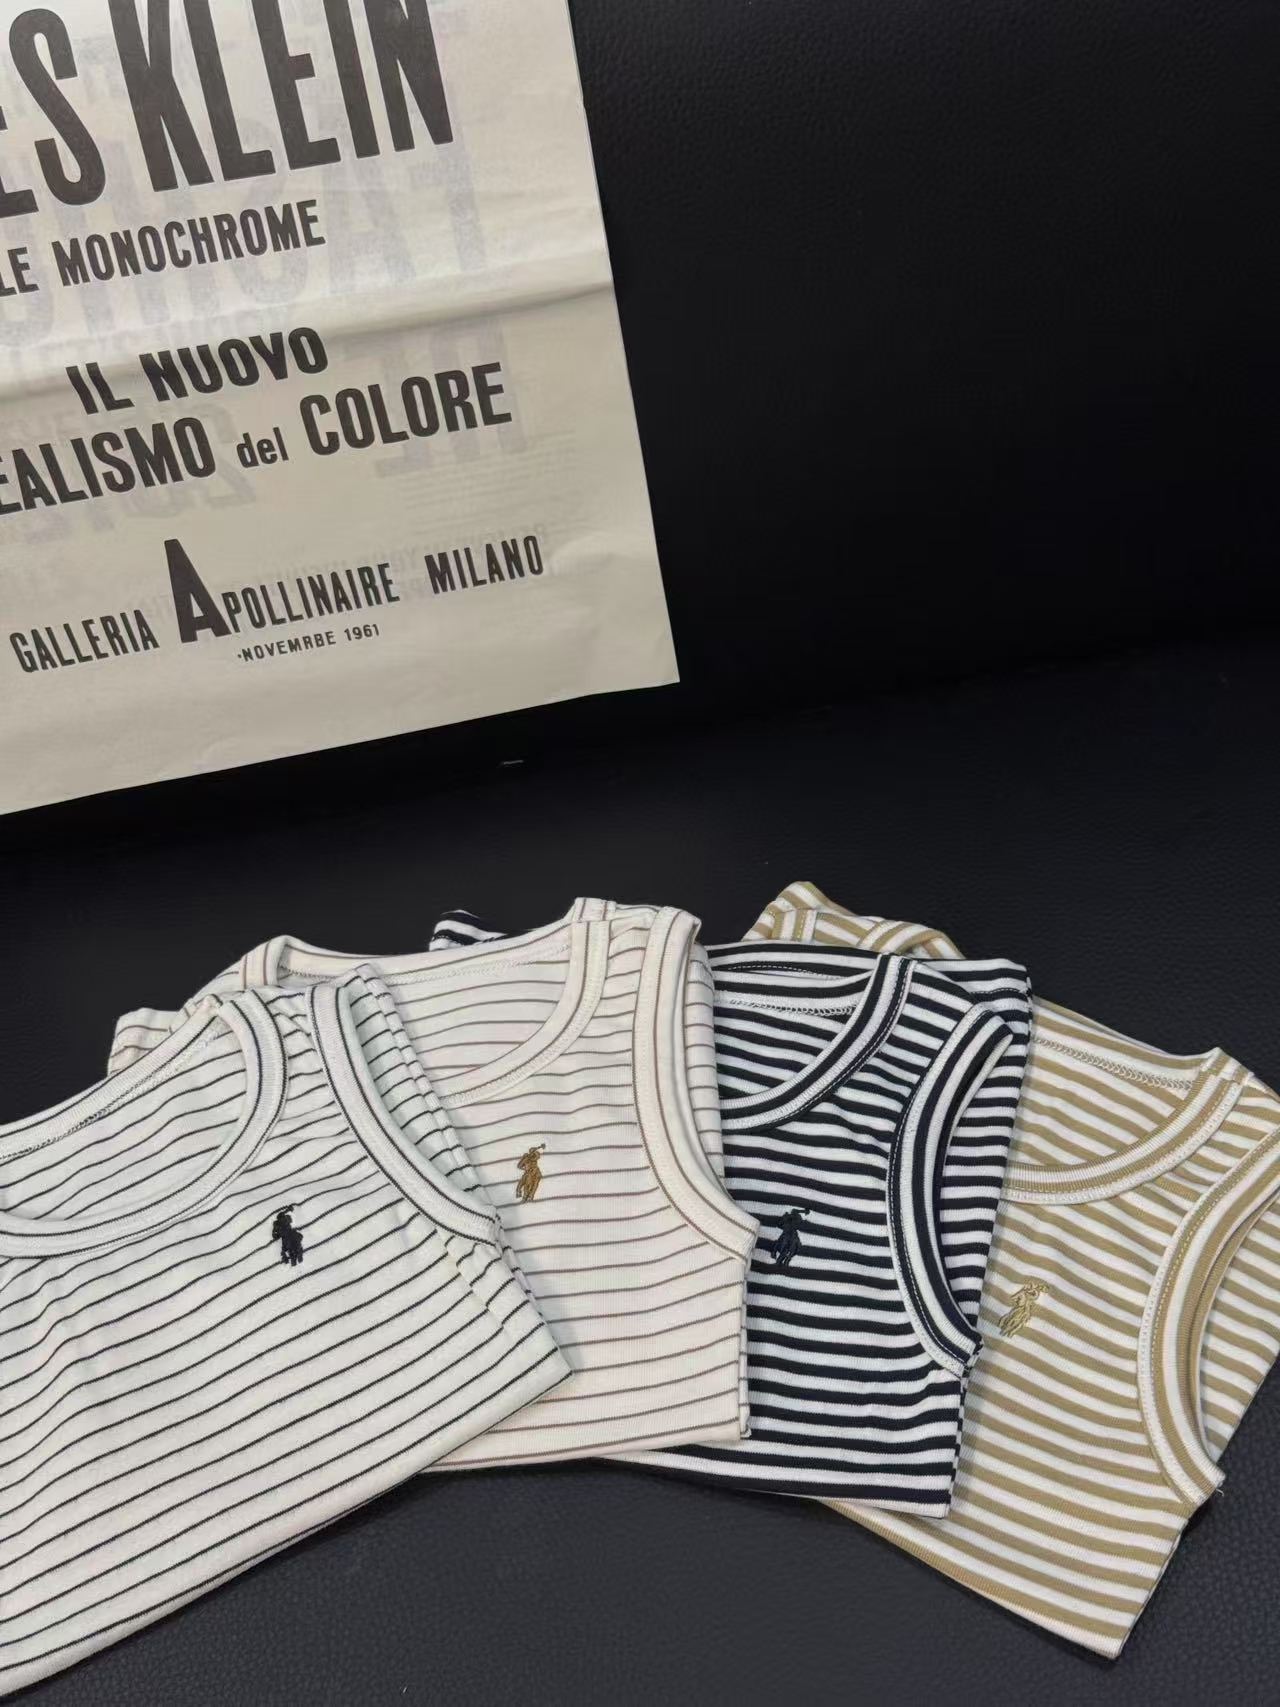 ES KLEIN
LE MONOCHROME
IL NUOVO
EALISMO del COLORE
GALLERIA APOLLINAIRE MILANO
·NOVEMRBE 1961